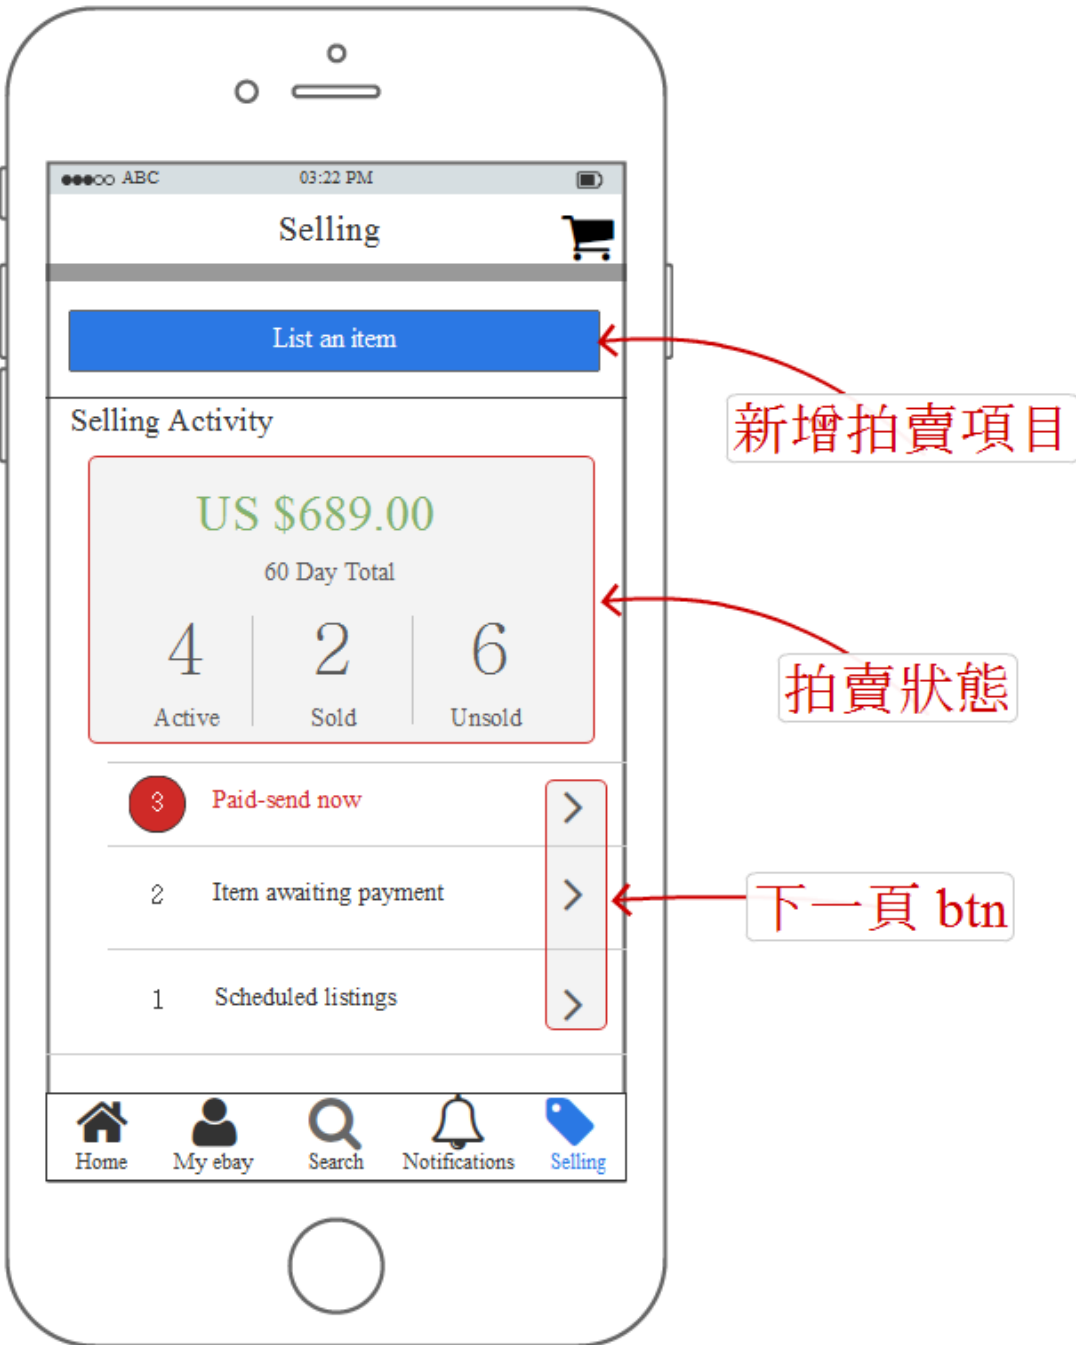 ABC 03:22 PM
Selling
List an item
新增拍賣項目
Selling Activity
US $689.00
60 Day Total
4 2 6
Active Sold Unsold
拍賣狀態
3 Paid-send now
2 Item awaiting payment
下一頁 btn
1 Scheduled listings
Home My ebay Search Notifications Selling